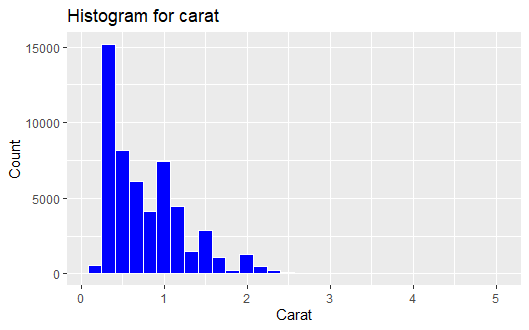 Histogram for carat
15000
10000
5000
0
Count
0 1 2 3 4 5
Carat